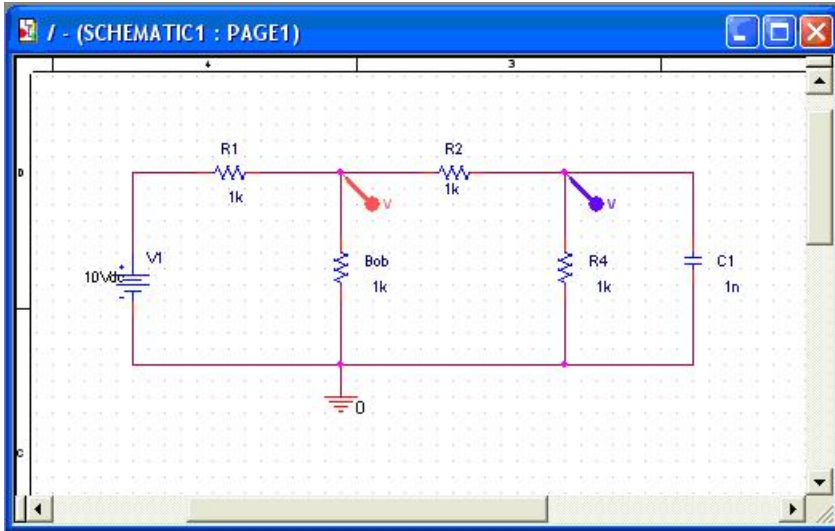 / - (SCHEMATIC1 : PAGE1)
4 3
D
R1 R2
1k 1k
V V
V1 Bob R4 C1
10Vdc 1k 1k 1n
0
C